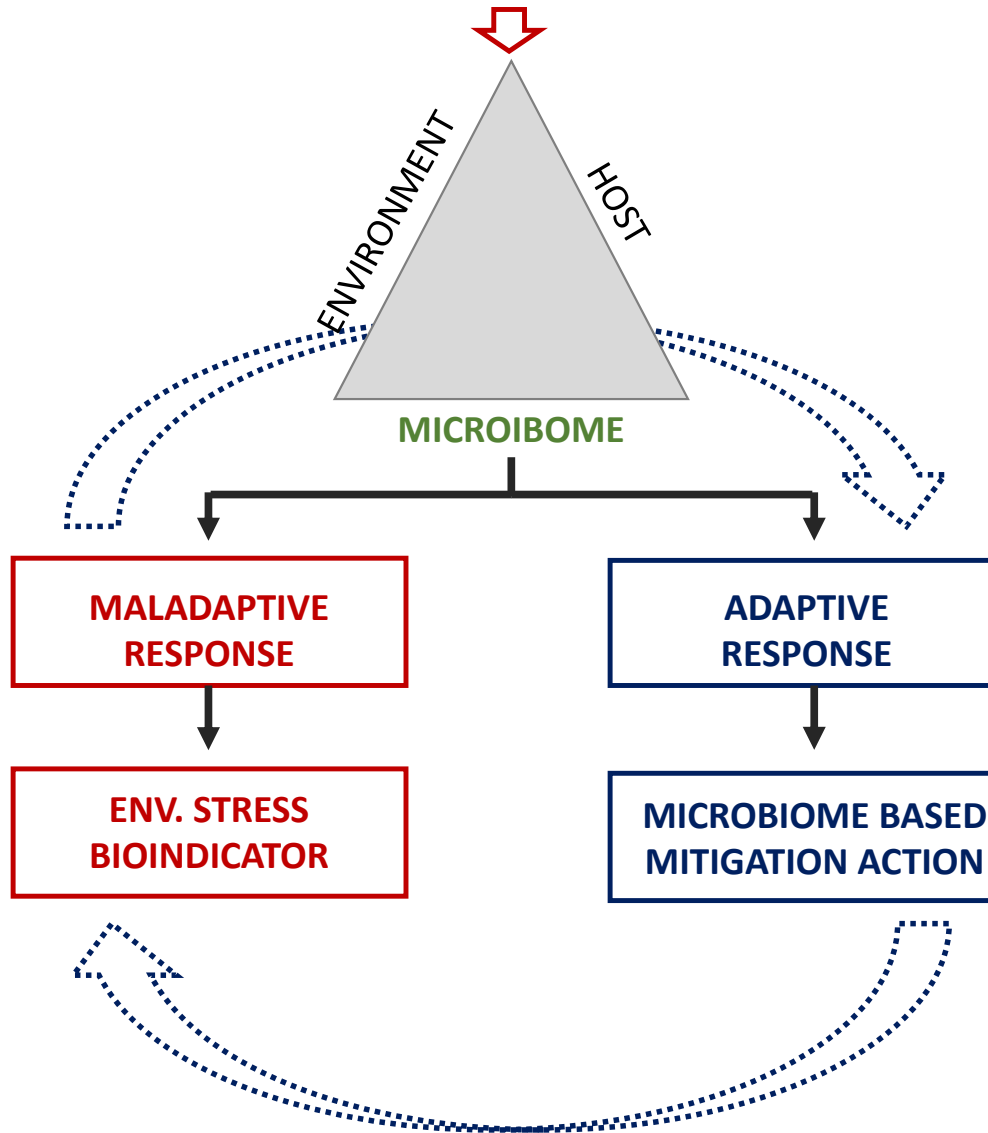 ENVIRONMENT
HOST
MICROIBOME
MALADAPTIVE
RESPONSE
ADAPTIVE
RESPONSE
ENV. STRESS
BIOINDICATOR
MICROBIOME BASED
MITIGATION ACTION